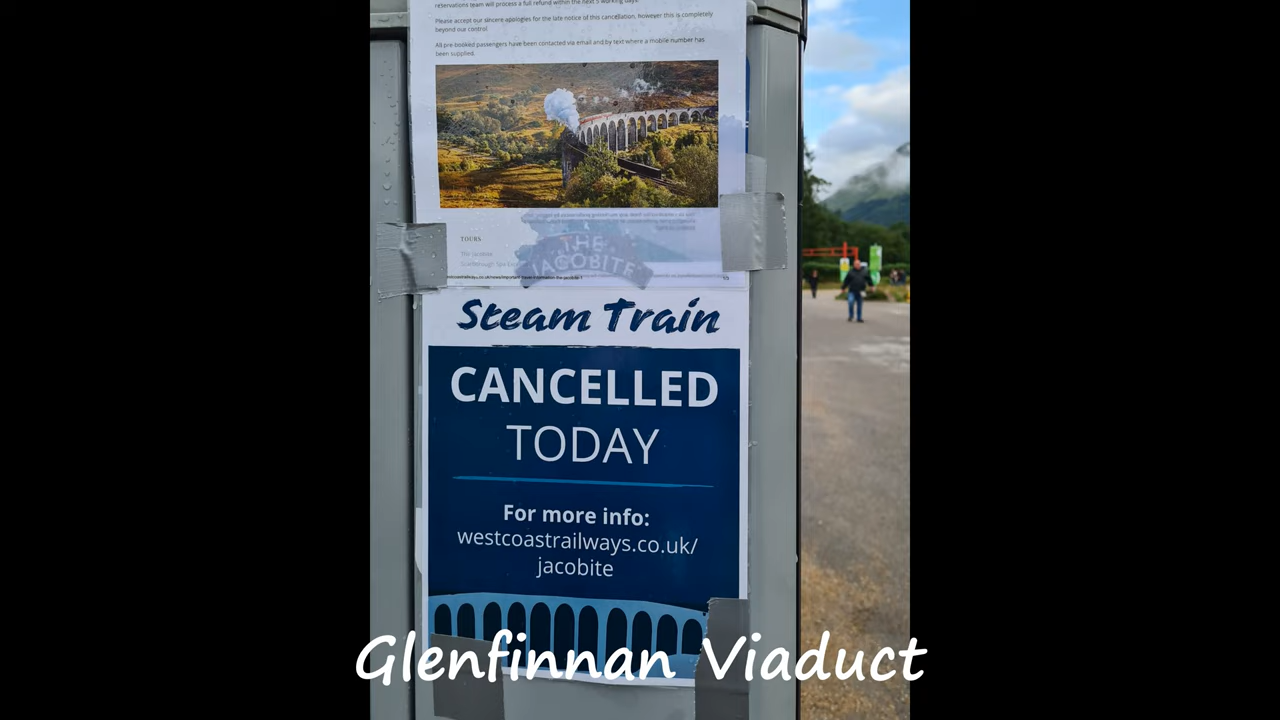 reservations team will process a full refund within the next 5 working days.
Please accept our sincere apologies for the late notice of this cancellation, however this is completely
beyond our control.
All pre-booked passengers have been contacted via email and by text where a mobile number has
been supplied.
TOURS
The Jacobite
THE
JACOBITE
Steam Train
CANCELLED
TODAY
For more info:
westcoastrailways.co.uk/
jacobite
Glenfinnan Viaduct